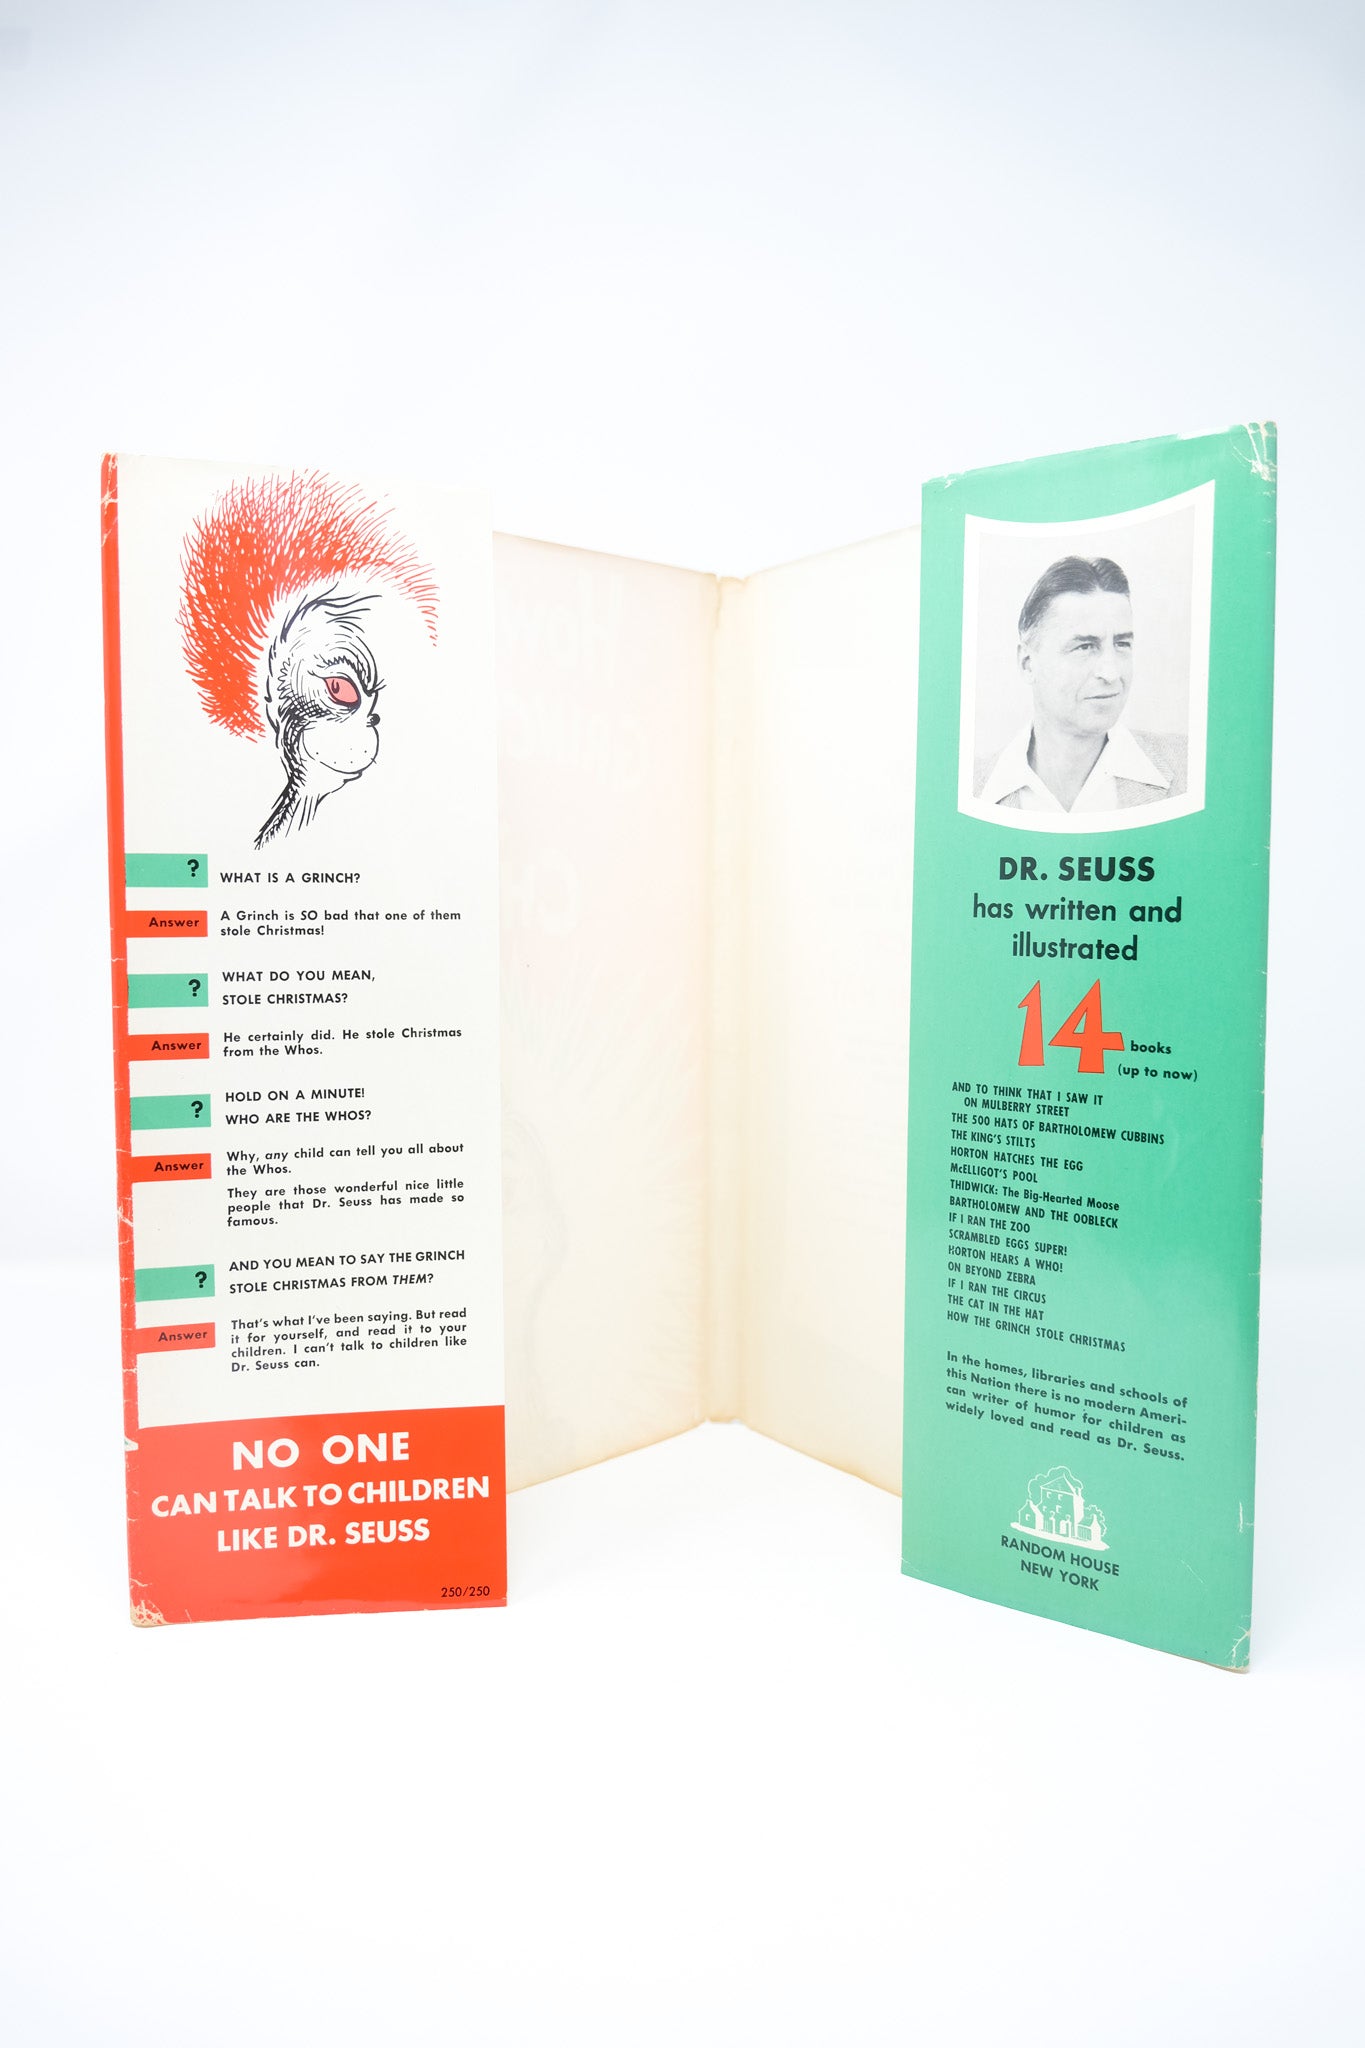 ?
WHAT IS A GRINCH?
Answer
A Grinch is SO bad that one of them
stole Christmas!
?
WHAT DO YOU MEAN,
STOLE CHRISTMAS?
Answer
He certainly did. He stole Christmas
from the Whos.
?
HOLD ON A MINUTE!
WHO ARE THE WHOS?
Answer
Why, any child can tell you all about
the Whos.
They are those wonderful nice little
people that Dr. Seuss has made so
famous.
?
AND YOU MEAN TO SAY THE GRINCH
STOLE CHRISTMAS FROM THEM?
Answer
That's what I've been saying. But read
it for yourself, and read it to your
children. I can't talk to children like
Dr. Seuss can.
NO ONE
CAN TALK TO CHILDREN
LIKE DR. SEUSS
250/250
DR. SEUSS
has written and
illustrated
14 books
(up to now)
AND TO THINK THAT I SAW IT
ON MULBERRY STREET
THE 500 HATS OF BARTHOLOMEW CUBBINS
THE KING'S STILTS
HORTON HATCHES THE EGG
McELLIGOT'S POOL
THIDWICK: The Big-Hearted Moose
BARTHOLOMEW AND THE OOBLECK
IF I RAN THE ZOO
SCRAMBLED EGGS SUPER!
HORTON HEARS A WHO!
ON BEYOND ZEBRA
IF I RAN THE CIRCUS
THE CAT IN THE HAT
HOW THE GRINCH STOLE CHRISTMAS
In the homes, libraries and schools of
this Nation there is no modern Ameri-
can writer of humor for children as
widely loved and read as Dr. Seuss.
RANDOM HOUSE
NEW YORK